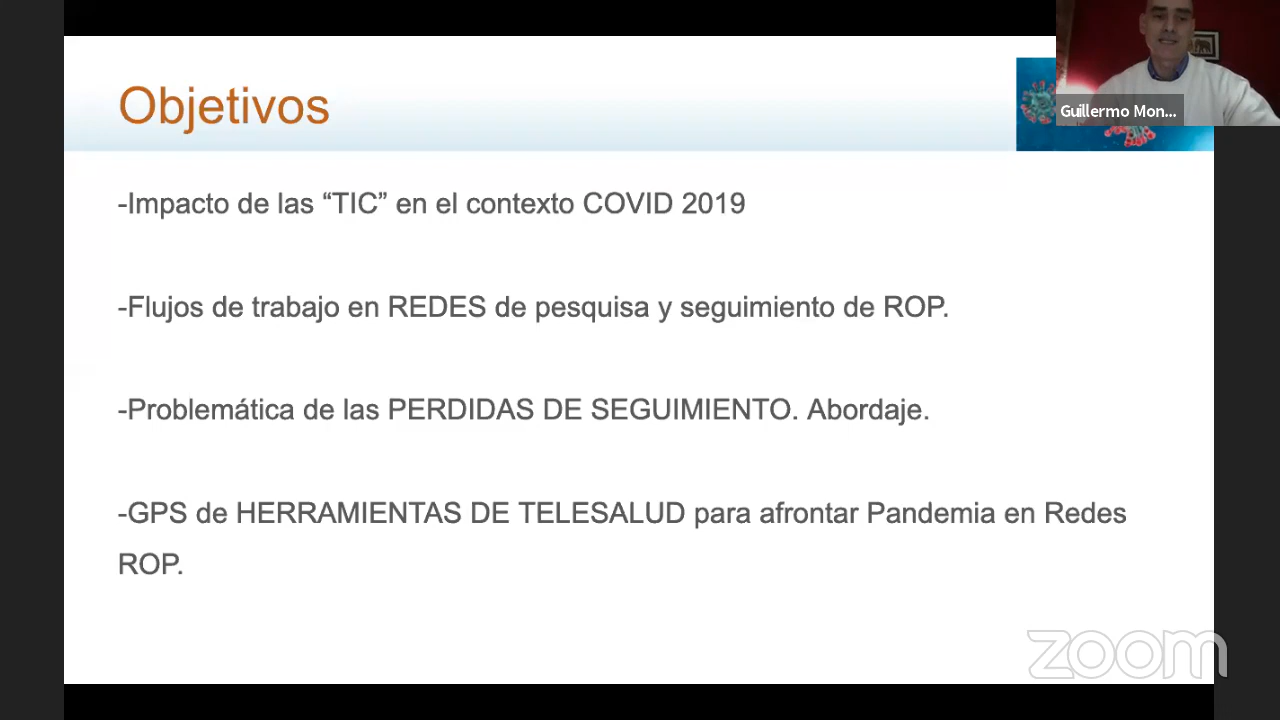 Objetivos
Guillermo Mon...
-Impacto de las “TIC” en el contexto COVID 2019
-Flujos de trabajo en REDES de pesquisa y seguimiento de ROP.
-Problemática de las PERDIDAS DE SEGUIMIENTO. Abordaje.
-GPS de HERRAMIENTAS DE TELESALUD para afrontar Pandemia en Redes
ROP.
zoom